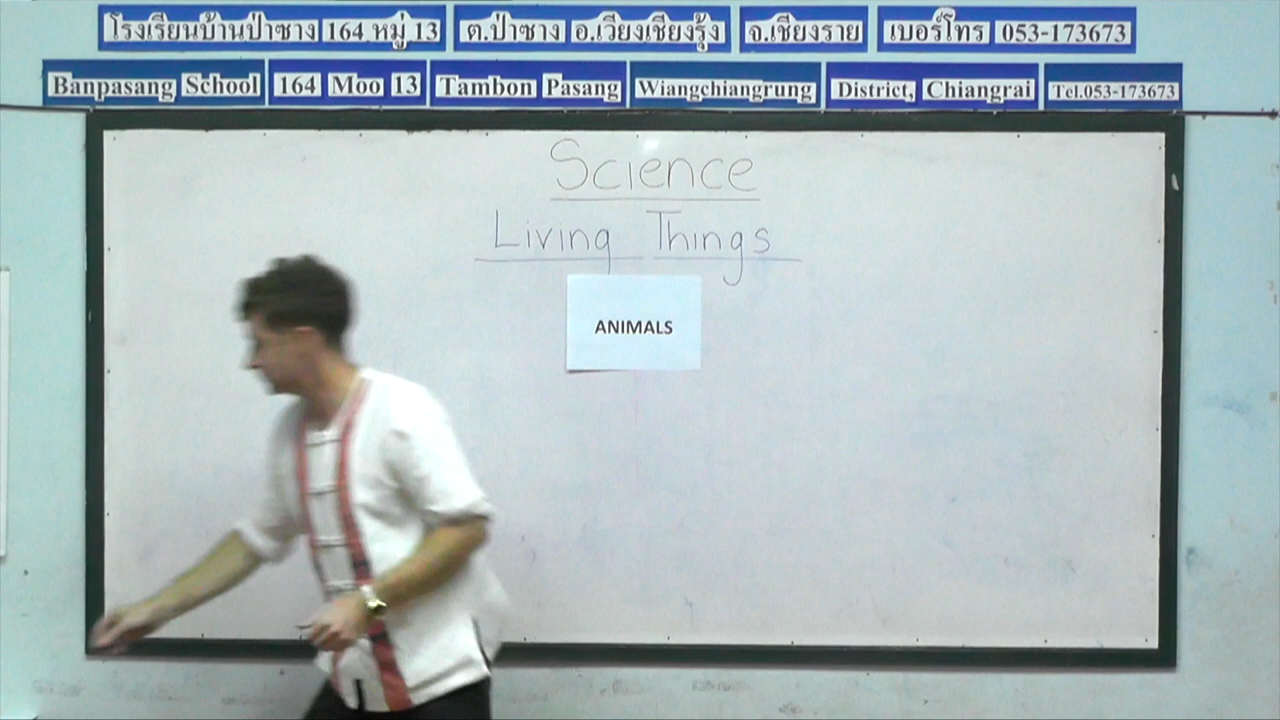 โรงเรียนบ้านป่าซาง 164 หมู่ 13 ต.ป่าซาง อ.เวียงเชียงรุ้ง จ.เชียงราย เบอร์โทร 053-173673
Banpasang School 164 Moo 13 Tambon Pasang Wiangchiangrung District, Chiangrai Tel.053-173673
Science
Living Things
ANIMALS